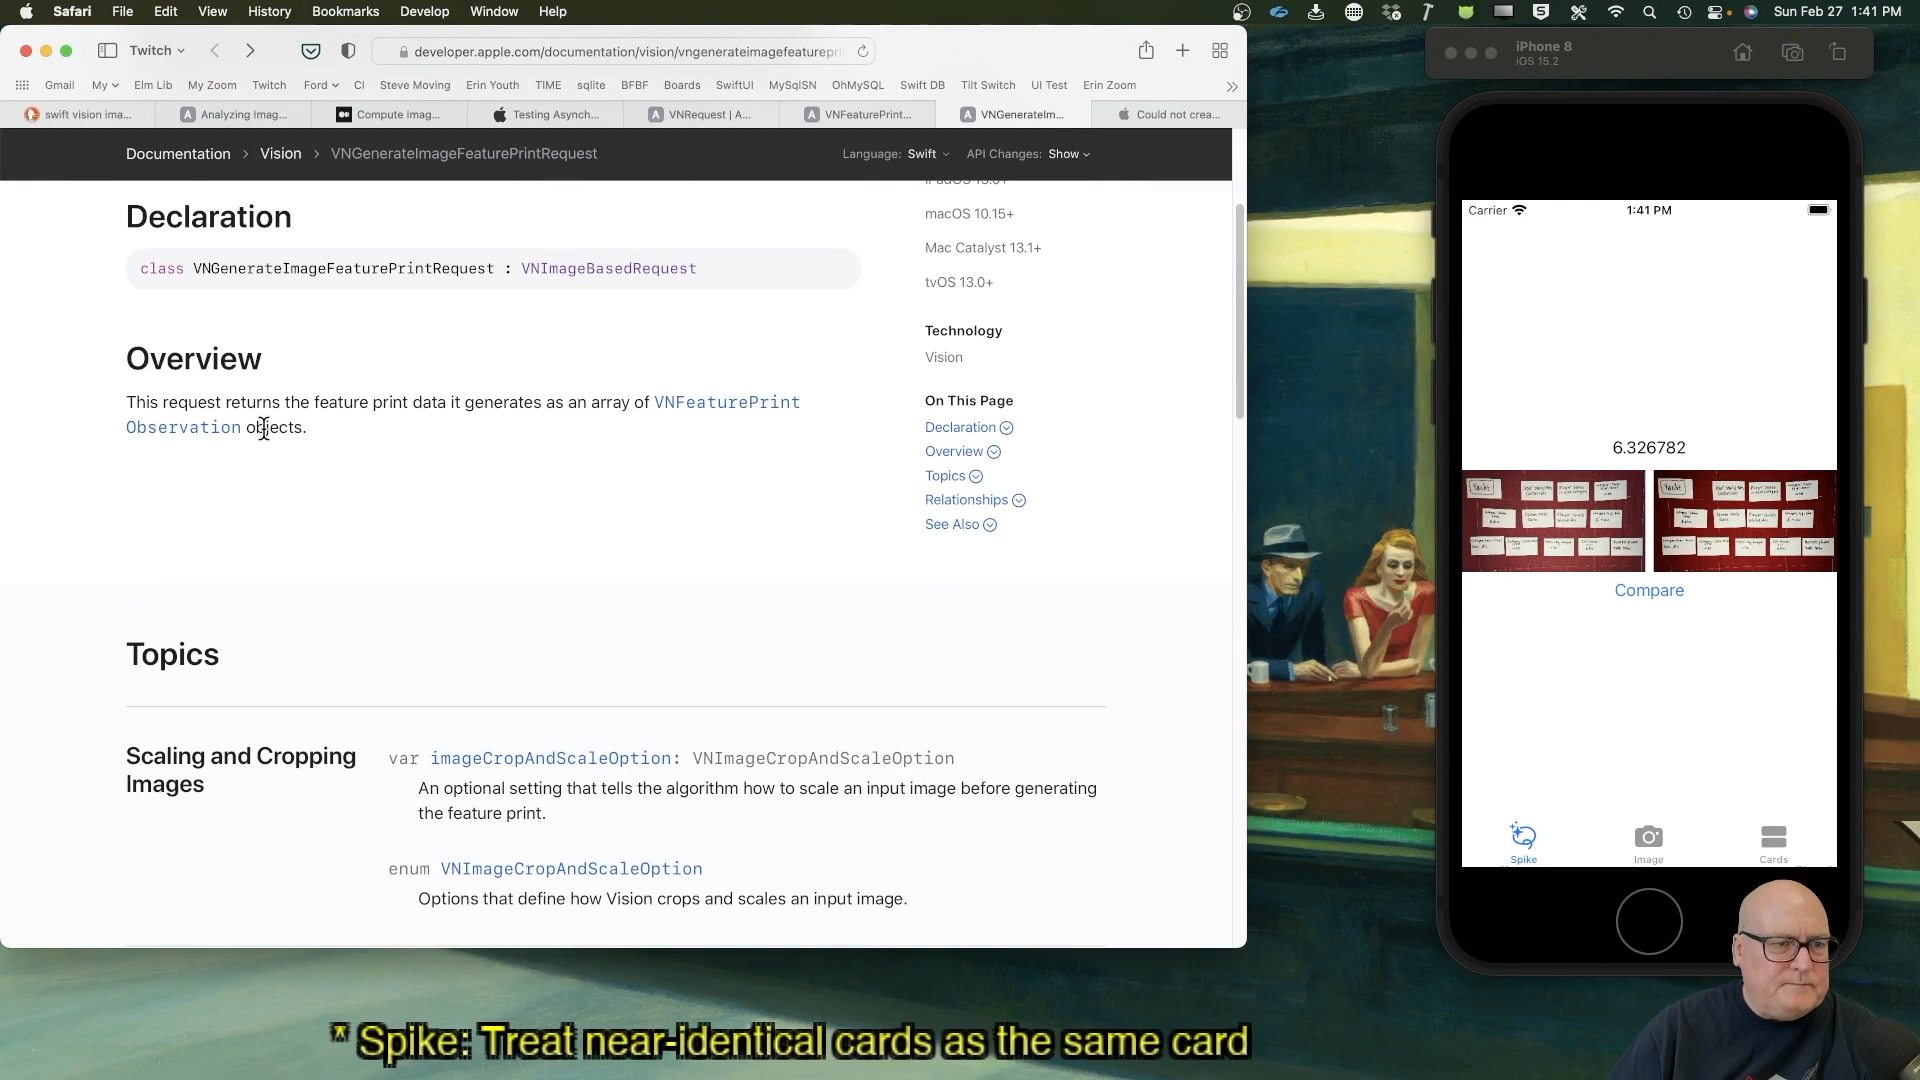 Safari File Edit View History Bookmarks Develop Window Help
Sun Feb 27 1:41 PM
Twitch
developer.apple.com/documentation/vision/vngenerateimagefeaturepri
Gmail My Elm Lib My Zoom Twitch Ford CI Steve Moving Erin Youth TIME sqlite BFBF Boards SwiftUI MySqlSN OhMySQL Swift DB Tilt Switch UI Test Erin Zoom
swift vision ima... Analyzing Imag... Compute Imag... Testing Asynch... VNRequest | A... VNFeaturePrint... VNGenerateIm... Could not crea...
Documentation > Vision > VNGenerateImageFeaturePrintRequest
Language: Swift API Changes: Show
Declaration
class VNGenerateImageFeaturePrintRequest : VNImageBasedRequest
Overview
This request returns the feature print data it generates as an array of VNFeaturePrint
Observation objects.
Topics
Scaling and Cropping
Images
var imageCropAndScaleOption: VNImageCropAndScaleOption
An optional setting that tells the algorithm how to scale an input image before generating
the feature print.
enum VNImageCropAndScaleOption
Options that define how Vision crops and scales an input image.
iPadOS 13.0+
macOS 10.15+
Mac Catalyst 13.1+
tvOS 13.0+
Technology
Vision
On This Page
Declaration
Overview
Topics
Relationships
See Also
iPhone 8
iOS 15.2
Carrier 1:41 PM
6.326782
Yacht
Yacht
Compare
Spike Image Cards
* Spike: Treat near-identical cards as the same card